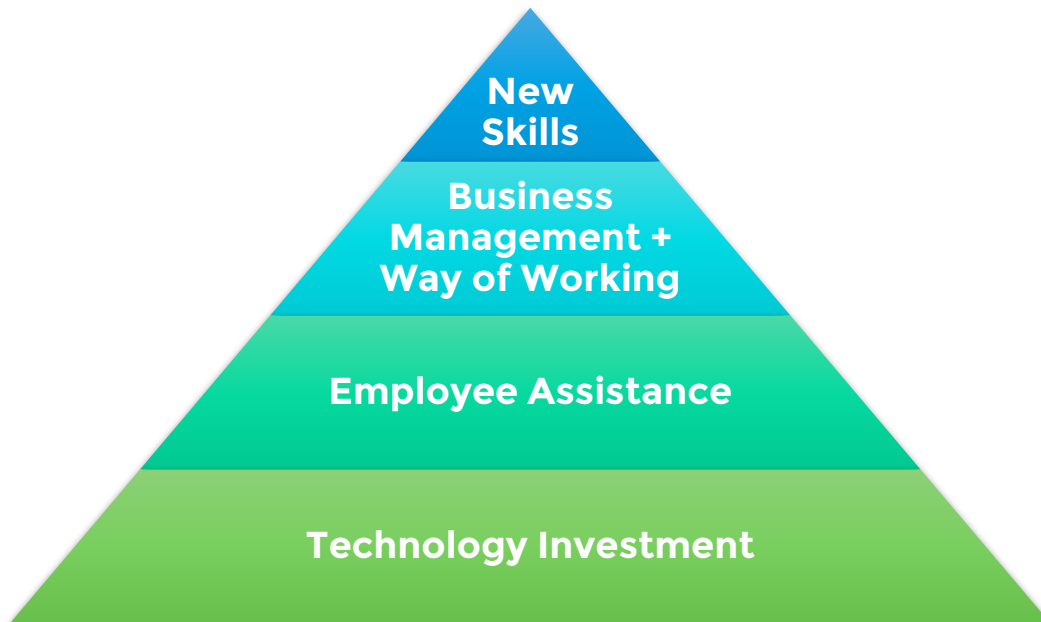 New
Skills
Business
Management +
Way of Working
Employee Assistance
Technology Investment